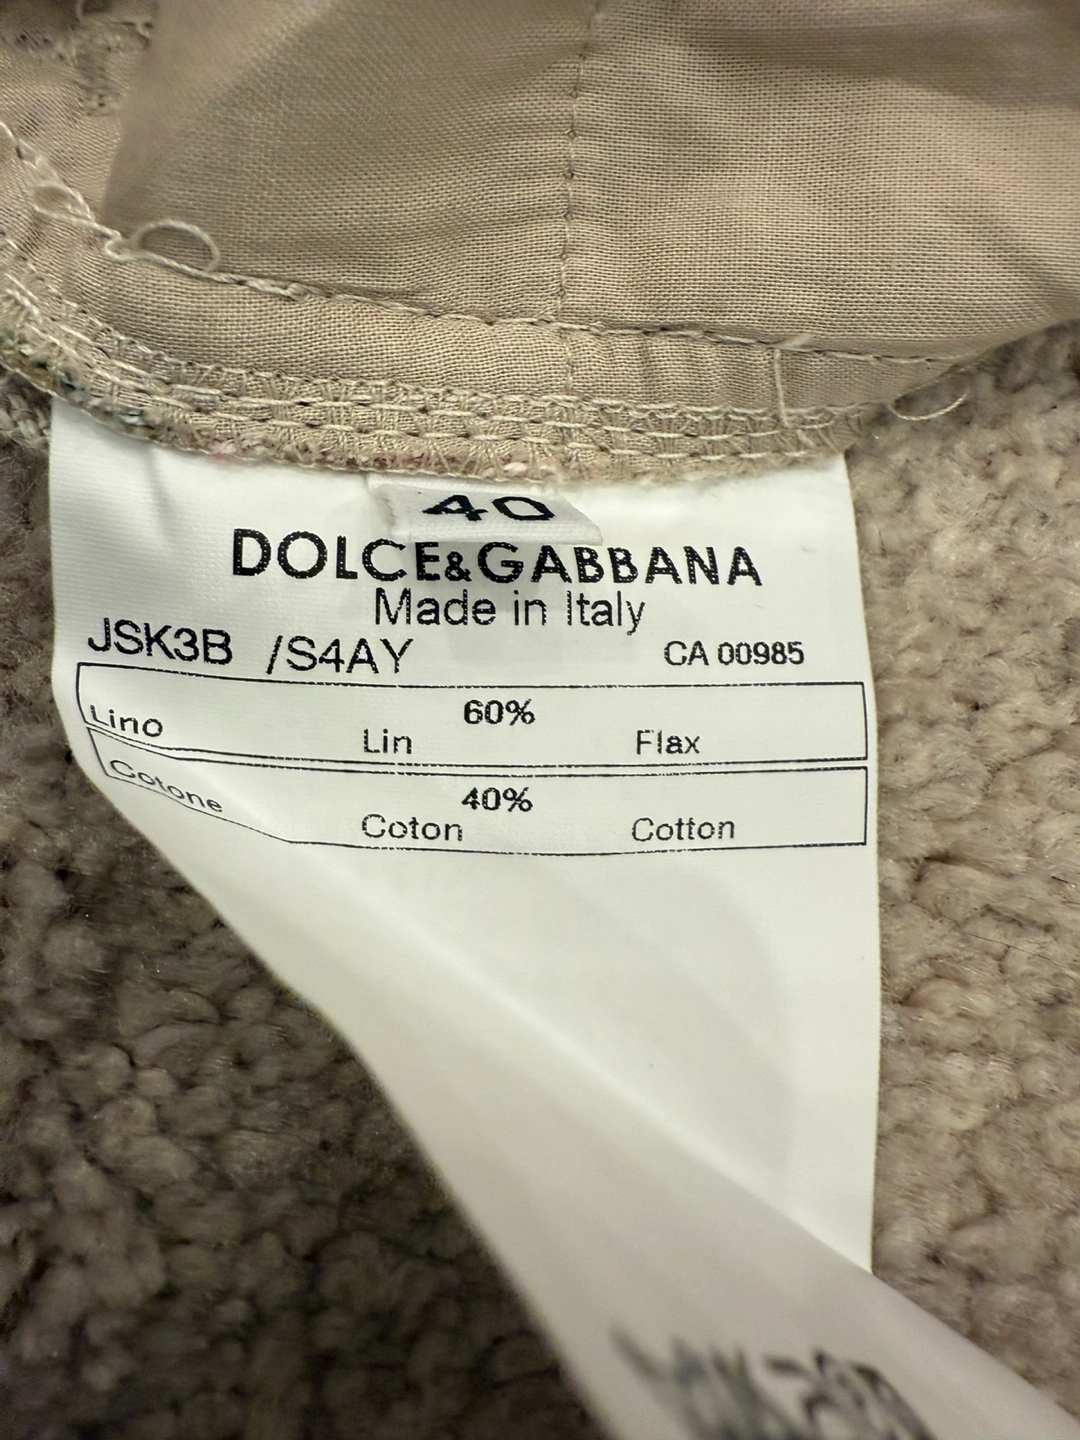 40
DOLCE&GABBANA
Made in Italy
JSK3B /S4AY CA 00985
60%
Lino Lin Flax
40%
Cotone Coton Cotton